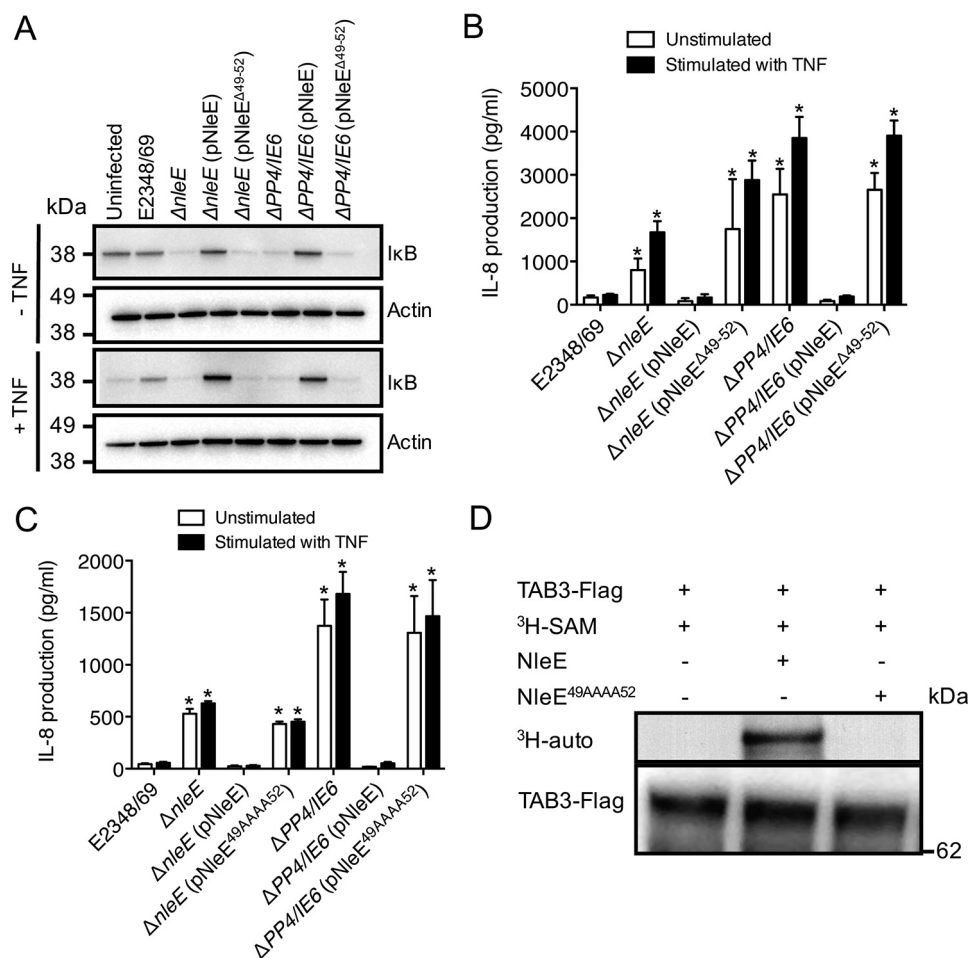 A
Uninfected
E2348/69
ΔnleE
ΔnleE (pNleE)
ΔnleE (pNleEΔ49-52)
ΔPP4/IE6
ΔPP4/IE6 (pNleE)
ΔPP4/IE6 (pNleEΔ49-52)
kDa
- TNF
38
IκB
49
38
Actin
+ TNF
38
IκB
49
38
Actin
B
Unstimulated
Stimulated with TNF
IL-8 production (pg/ml)
5000
4000
3000
2000
1000
0
* * * * * * * *
E2348/69
ΔnleE
ΔnleE (pNleE)
ΔnleE (pNleEΔ49-52)
ΔPP4/IE6
ΔPP4/IE6 (pNleE)
ΔPP4/IE6 (pNleEΔ49-52)
C
Unstimulated
Stimulated with TNF
IL-8 production (pg/ml)
2000
1500
1000
500
0
* * * * * * * *
E2348/69
ΔnleE
ΔnleE (pNleE)
ΔnleE (pNleE49AAAA52)
ΔPP4/IE6
ΔPP4/IE6 (pNleE)
ΔPP4/IE6 (pNleE49AAAA52)
D
TAB3-Flag + + +
3H-SAM + + +
NleE - + -
NleE49AAAA52 - - + kDa
3H-auto
TAB3-Flag
62